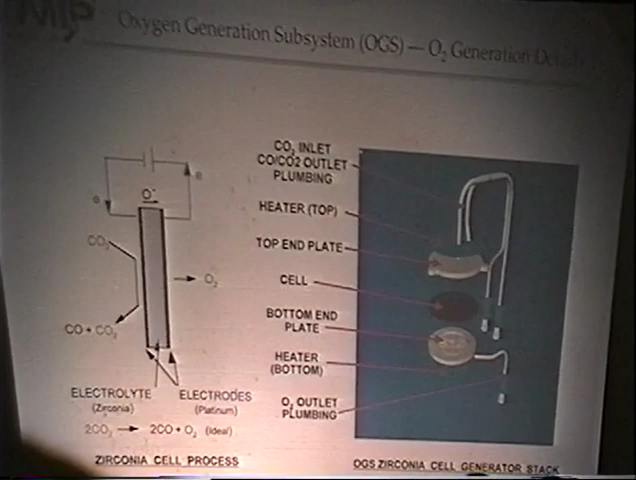 MIP
Oxygen Generation Subsystem (OGS) — O₂ Generation Details
e
O⁻
e
CO₂
O₂
CO + CO₂
ELECTROLYTE
(Zirconia)
ELECTRODES
(Platinum)
2CO₂ → 2CO + O₂ (Ideal)
ZIRCONIA CELL PROCESS
CO₂ INLET
CO/CO2 OUTLET
PLUMBING
HEATER (TOP)
TOP END PLATE
CELL
BOTTOM END
PLATE
HEATER
(BOTTOM)
O₂ OUTLET
PLUMBING
OGS ZIRCONIA CELL GENERATOR STACK